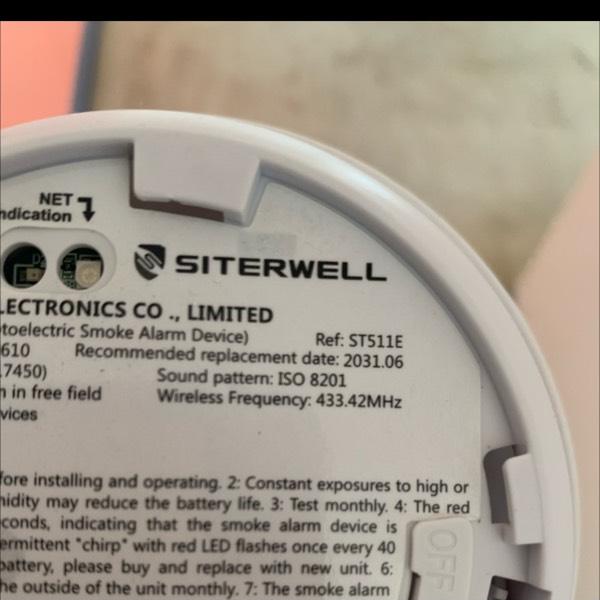 NET
ndication
SITERWELL
LECTRONICS CO ., LIMITED
toelectric Smoke Alarm Device)
Ref: ST511E
610
Recommended replacement date: 2031.06
.7450)
Sound pattern: ISO 8201
n in free field
Wireless Frequency: 433.42MHz
vices
fore installing and operating. 2: Constant exposures to high or
nidity may reduce the battery life. 3: Test monthly. 4: The red
econds, indicating that the smoke alarm device is
ermittent "chirp" with red LED flashes once every 40
battery, please buy and replace with new unit. 6:
he outside of the unit monthly. 7: The smoke alarm
OFF